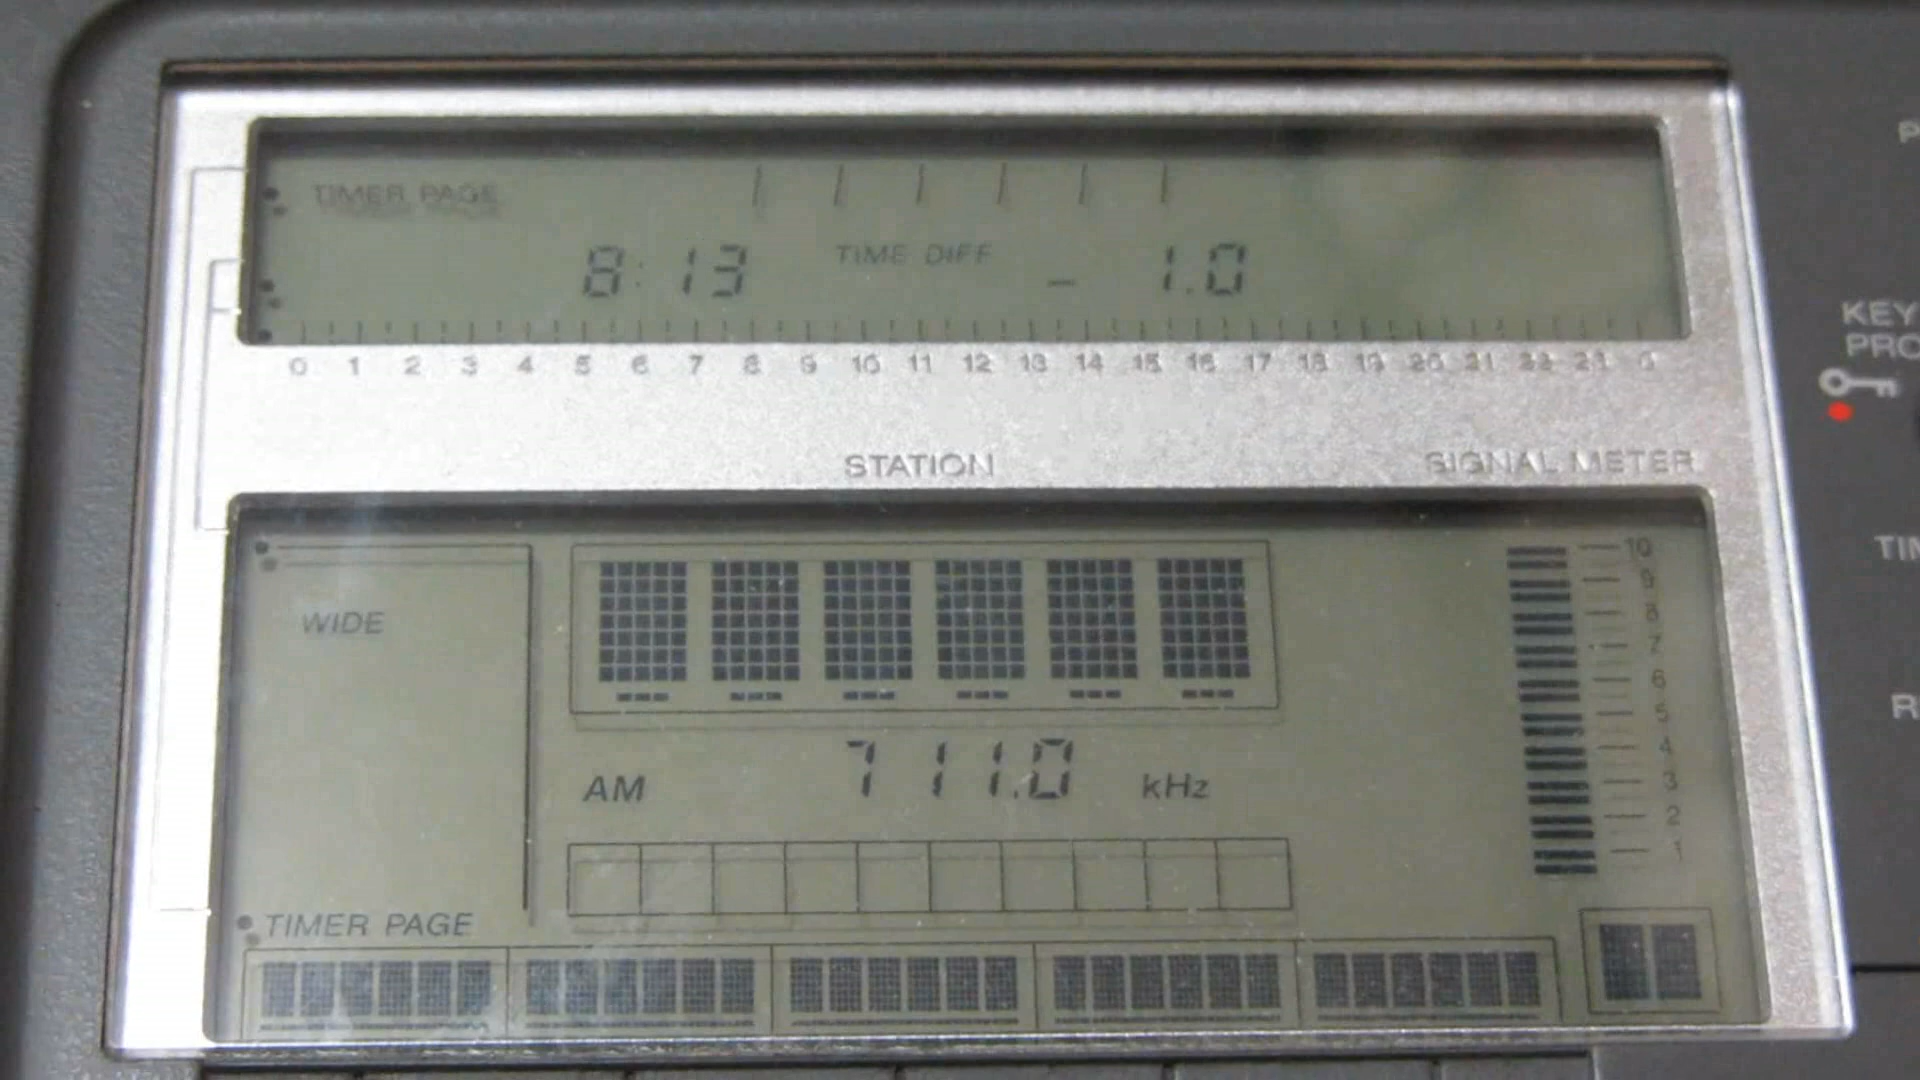 TIMER PAGE
8:13 TIME DIFF - 1.0
0 1 2 3 4 5 6 7 8 9 10 11 12 13 14 15 16 17 18 19 20 21 22 23 0
STATION SIGNAL METER
WIDE
AM 711.0 kHz
10
9
8
7
6
5
4
3
2
1
TIMER PAGE
P
KEY
PRO
TIM
R